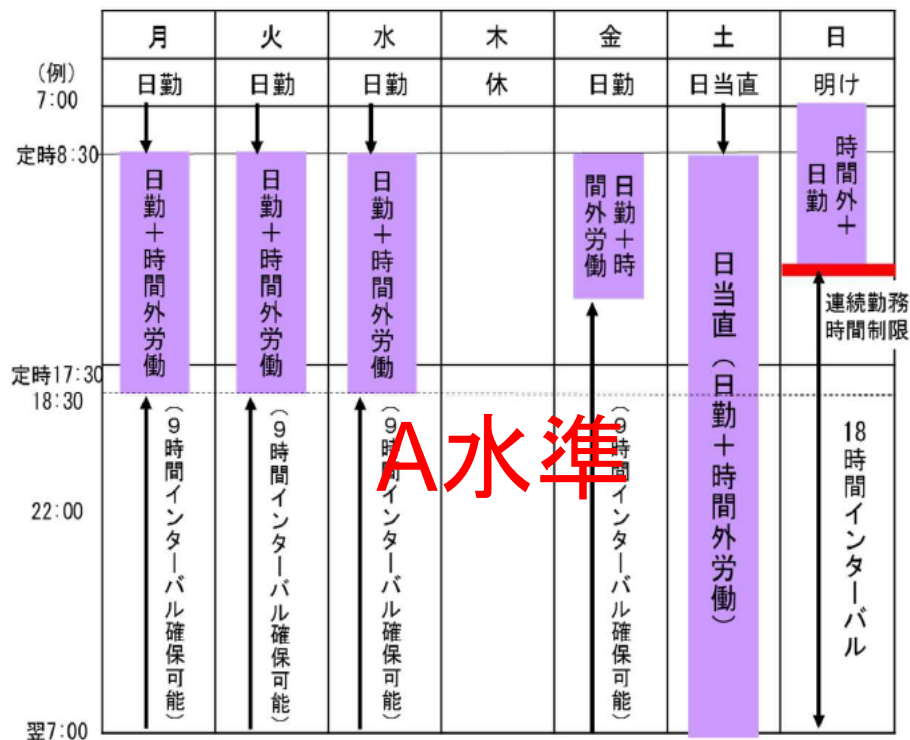 月 火 水 木 金 土 日
(例) 日勤 日勤 日勤 休 日勤 日当直 明け
7:00
定時8:30
日勤＋時間外労働
日勤＋時間外労働
日勤＋時間外労働
日勤＋時
間外労働
日当直（日勤＋時間外労働）
時間外＋
日勤
連続勤務
時間制限
定時17:30
18:30
22:00
翌7:00
（9時間インターバル確保可能）
（9時間インターバル確保可能）
（9時間インターバル確保可能）
（9時間インターバル確保可能）
18時間インターバル
A水準